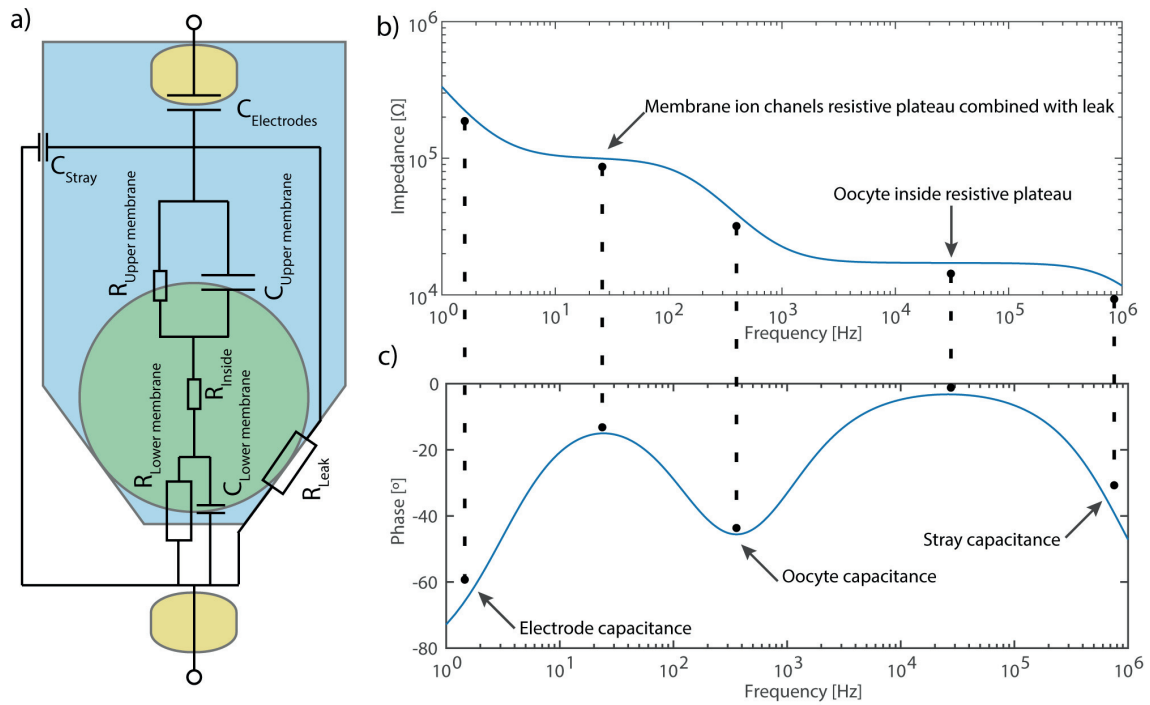 a)
C Electrodes
C Stray
R Upper membrane
C Upper membrane
R Inside
R Lower membrane
C Lower membrane
R Leak
b)
10^6
10^5
10^4
Impedance [Ω]
Membrane ion chanels resistive plateau combined with leak
Oocyte inside resistive plateau
10^0 10^1 10^2 10^3 10^4 10^5 10^6
Frequency [Hz]
c)
0
-20
-40
-60
-80
Phase [º]
Electrode capacitance
Oocyte capacitance
Stray capacitance
10^0 10^1 10^2 10^3 10^4 10^5 10^6
Frequency [Hz]